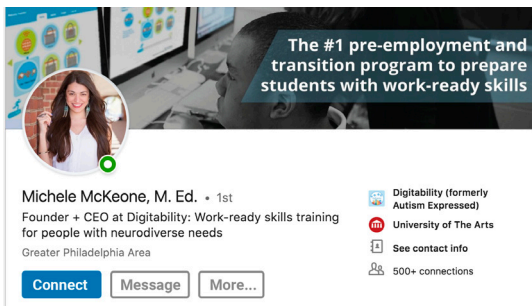 The #1 pre-employment and
transition program to prepare
students with work-ready skills
Michele McKeone, M. Ed. • 1st
Founder + CEO at Digitability: Work-ready skills training
for people with neurodiverse needs
Greater Philadelphia Area
Connect Message More...
Digitability (formerly
Autism Expressed)
University of The Arts
See contact info
500+ connections